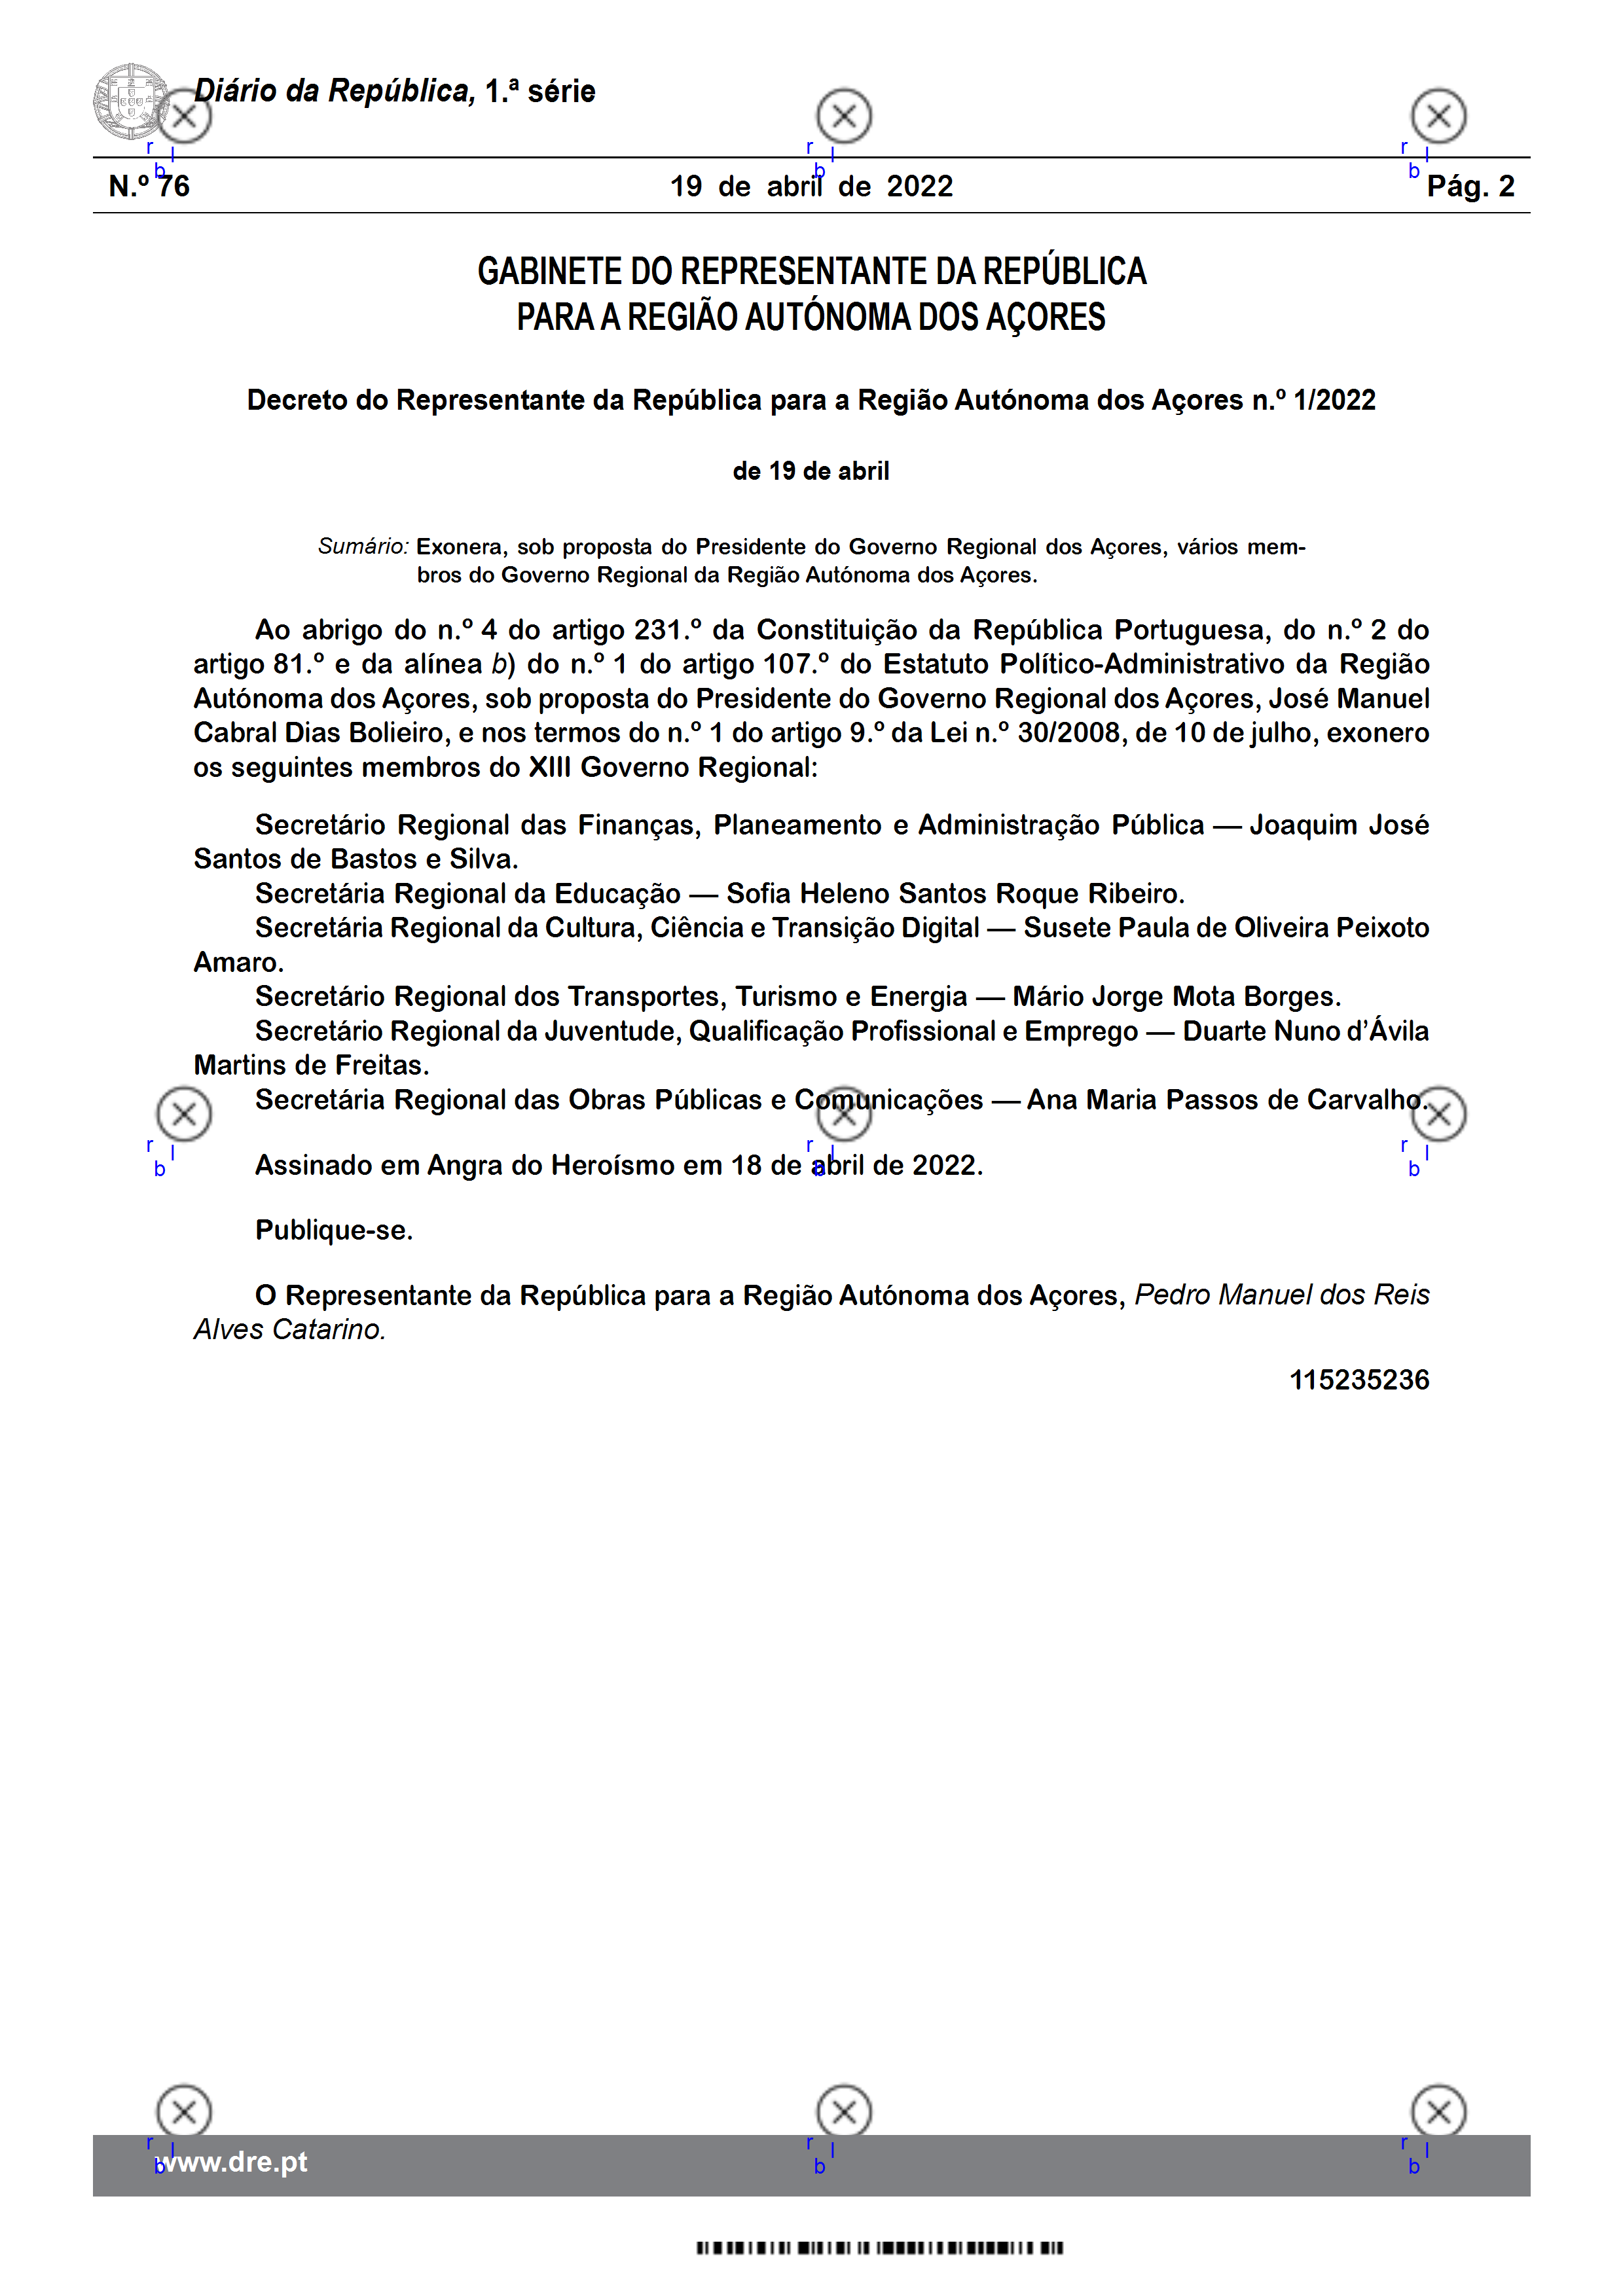 Diário da República, 1.ª série
N.º 76 19 de abril de 2022 Pág. 2
GABINETE DO REPRESENTANTE DA REPÚBLICA
PARA A REGIÃO AUTÓNOMA DOS AÇORES
Decreto do Representante da República para a Região Autónoma dos Açores n.º 1/2022
de 19 de abril
Sumário: Exonera, sob proposta do Presidente do Governo Regional dos Açores, vários mem-
bros do Governo Regional da Região Autónoma dos Açores.
Ao abrigo do n.º 4 do artigo 231.º da Constituição da República Portuguesa, do n.º 2 do
artigo 81.º e da alínea b) do n.º 1 do artigo 107.º do Estatuto Político-Administrativo da Região
Autónoma dos Açores, sob proposta do Presidente do Governo Regional dos Açores, José Manuel
Cabral Dias Bolieiro, e nos termos do n.º 1 do artigo 9.º da Lei n.º 30/2008, de 10 de julho, exonero
os seguintes membros do XIII Governo Regional:
Secretário Regional das Finanças, Planeamento e Administração Pública — Joaquim José
Santos de Bastos e Silva.
Secretária Regional da Educação — Sofia Heleno Santos Roque Ribeiro.
Secretária Regional da Cultura, Ciência e Transição Digital — Susete Paula de Oliveira Peixoto
Amaro.
Secretário Regional dos Transportes, Turismo e Energia — Mário Jorge Mota Borges.
Secretário Regional da Juventude, Qualificação Profissional e Emprego — Duarte Nuno d’Ávila
Martins de Freitas.
Secretária Regional das Obras Públicas e Comunicações — Ana Maria Passos de Carvalho.
Assinado em Angra do Heroísmo em 18 de abril de 2022.
Publique-se.
O Representante da República para a Região Autónoma dos Açores, Pedro Manuel dos Reis
Alves Catarino.
115235236
www.dre.pt